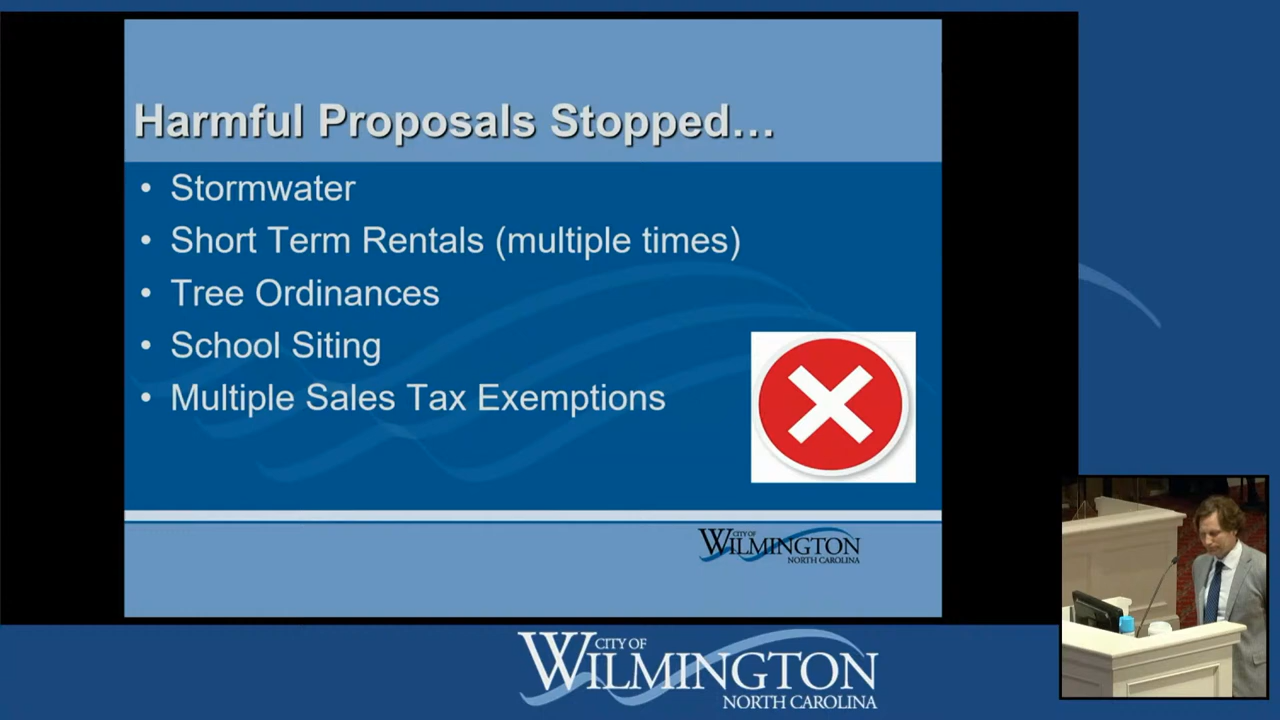 Harmful Proposals Stopped...
• Stormwater
• Short Term Rentals (multiple times)
• Tree Ordinances
• School Siting
• Multiple Sales Tax Exemptions
CITY OF
WILMINGTON
NORTH CAROLINA
CITY OF
WILMINGTON
NORTH CAROLINA